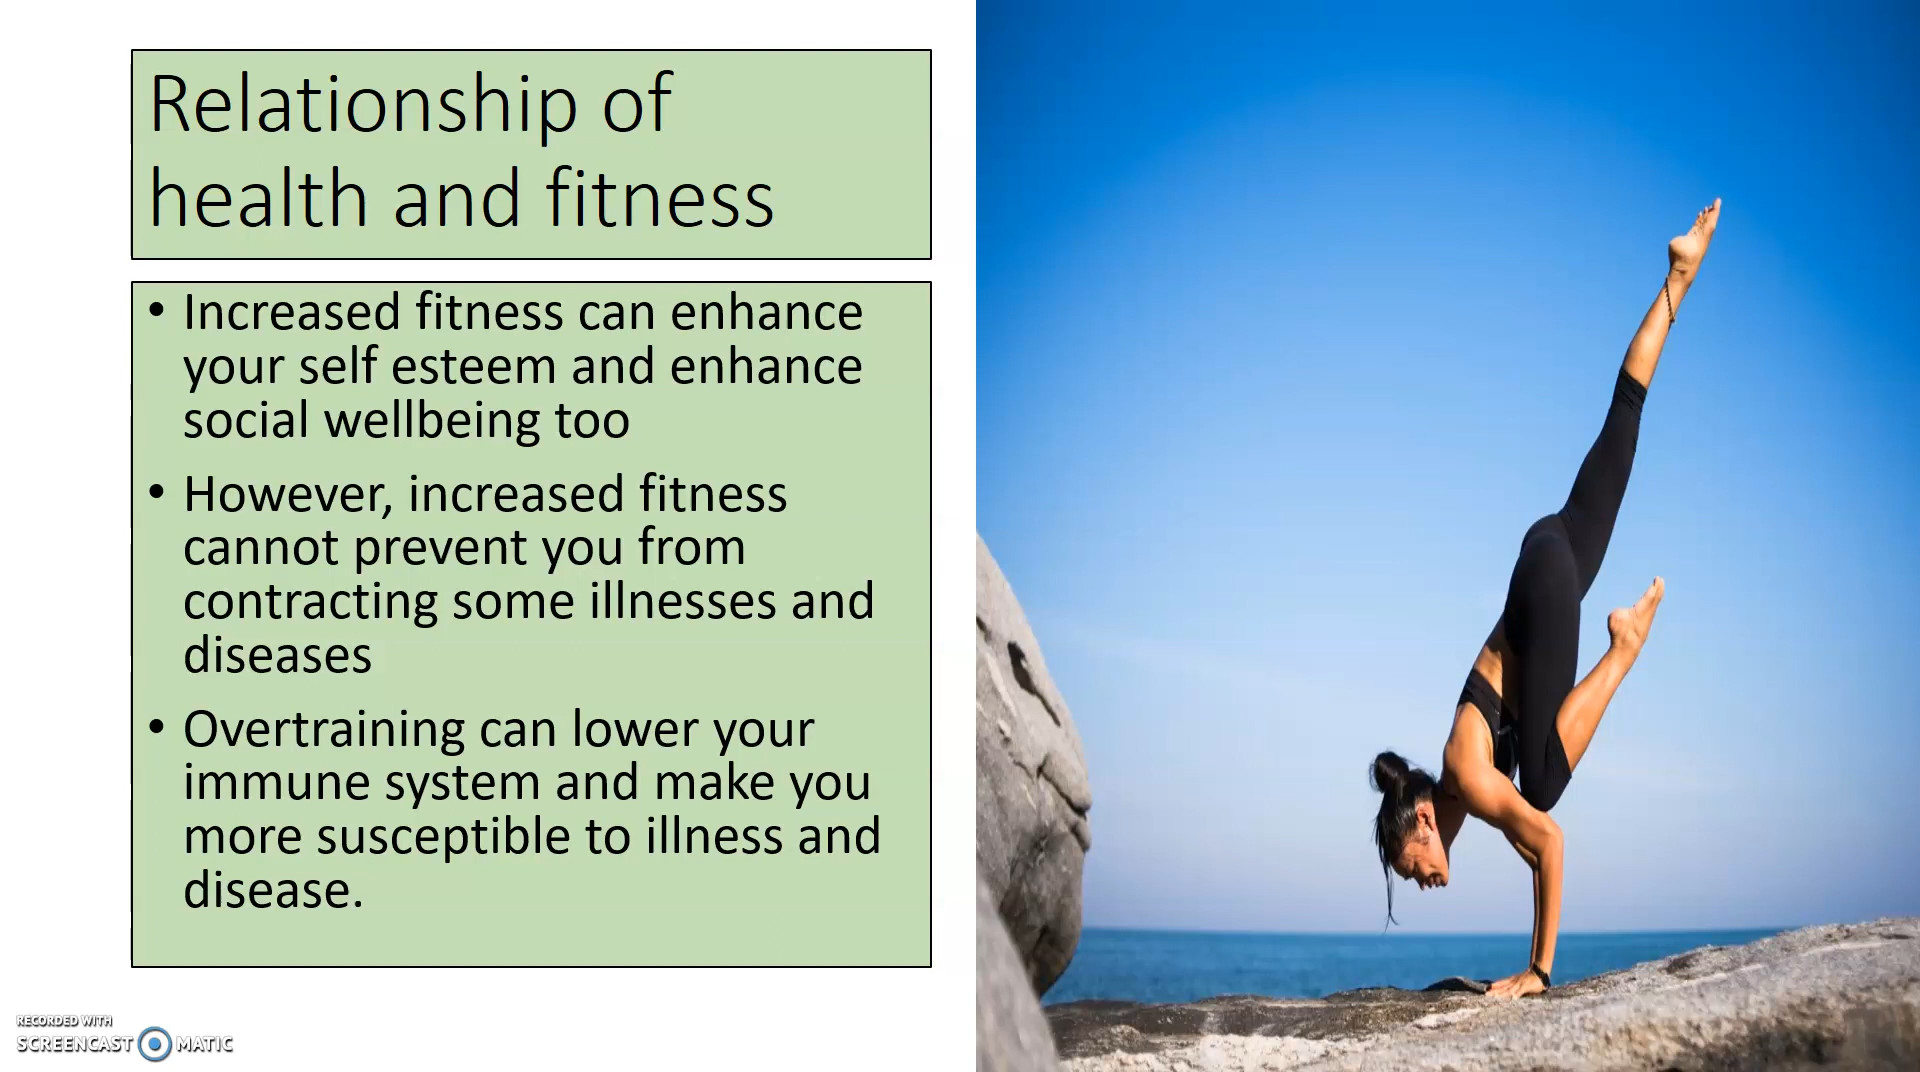 Relationship of
health and fitness
• Increased fitness can enhance
your self esteem and enhance
social wellbeing too
• However, increased fitness
cannot prevent you from
contracting some illnesses and
diseases
• Overtraining can lower your
immune system and make you
more susceptible to illness and
disease.
RECORDED WITH
SCREENCAST MATIC